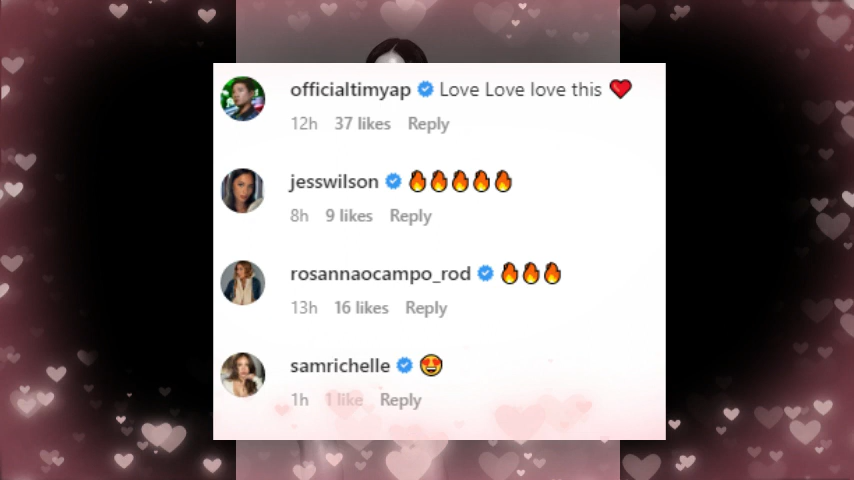 officialtimyap Love Love love this ❤️
12h 37 likes Reply
jesswilson 🔥🔥🔥🔥🔥
8h 9 likes Reply
rosannaocampo_rod 🔥🔥🔥
13h 16 likes Reply
samrichelle 😍
1h 1 like Reply